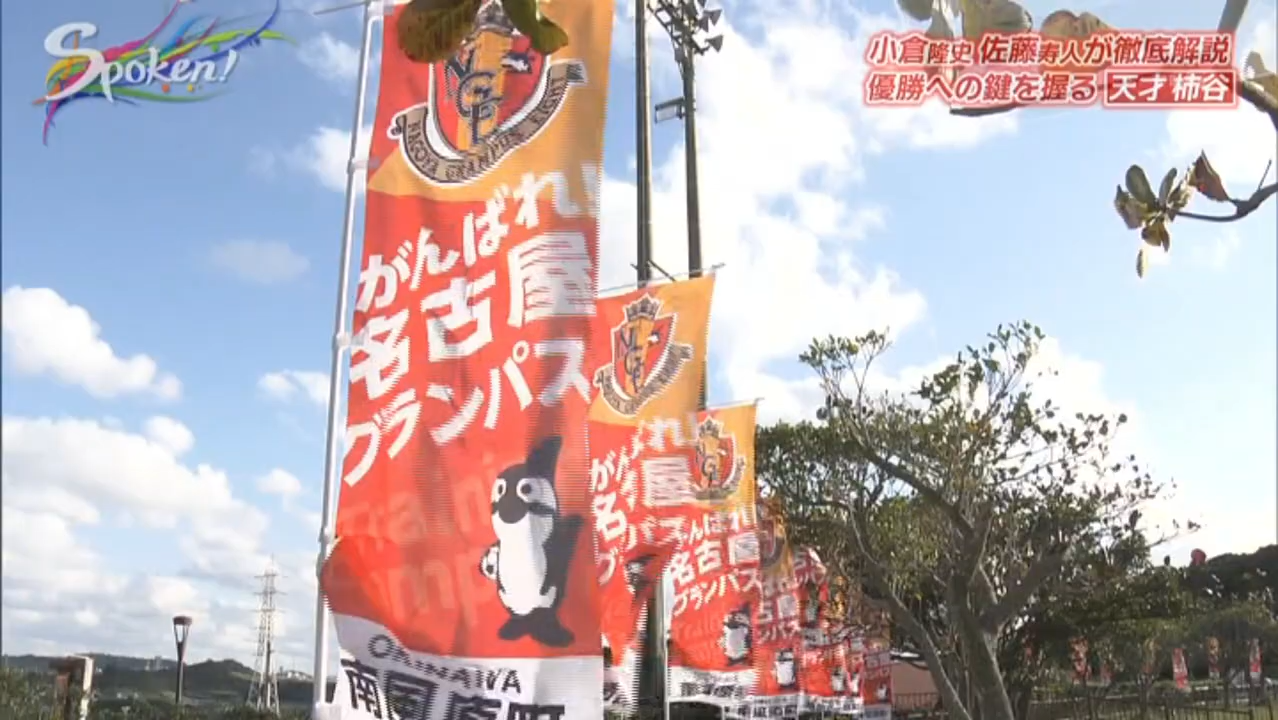 Spoken!
小倉隆史 佐藤寿人が徹底解説
優勝への鍵を握る 天才 柿谷
NGE
NAGOYA GRAMPUS EIGHT
がんばれ!
名古屋
グランパス
Training
Camp
OKINAWA
がんばれ!
名古屋
グランパス
がんばれ!
名古屋
グランパス